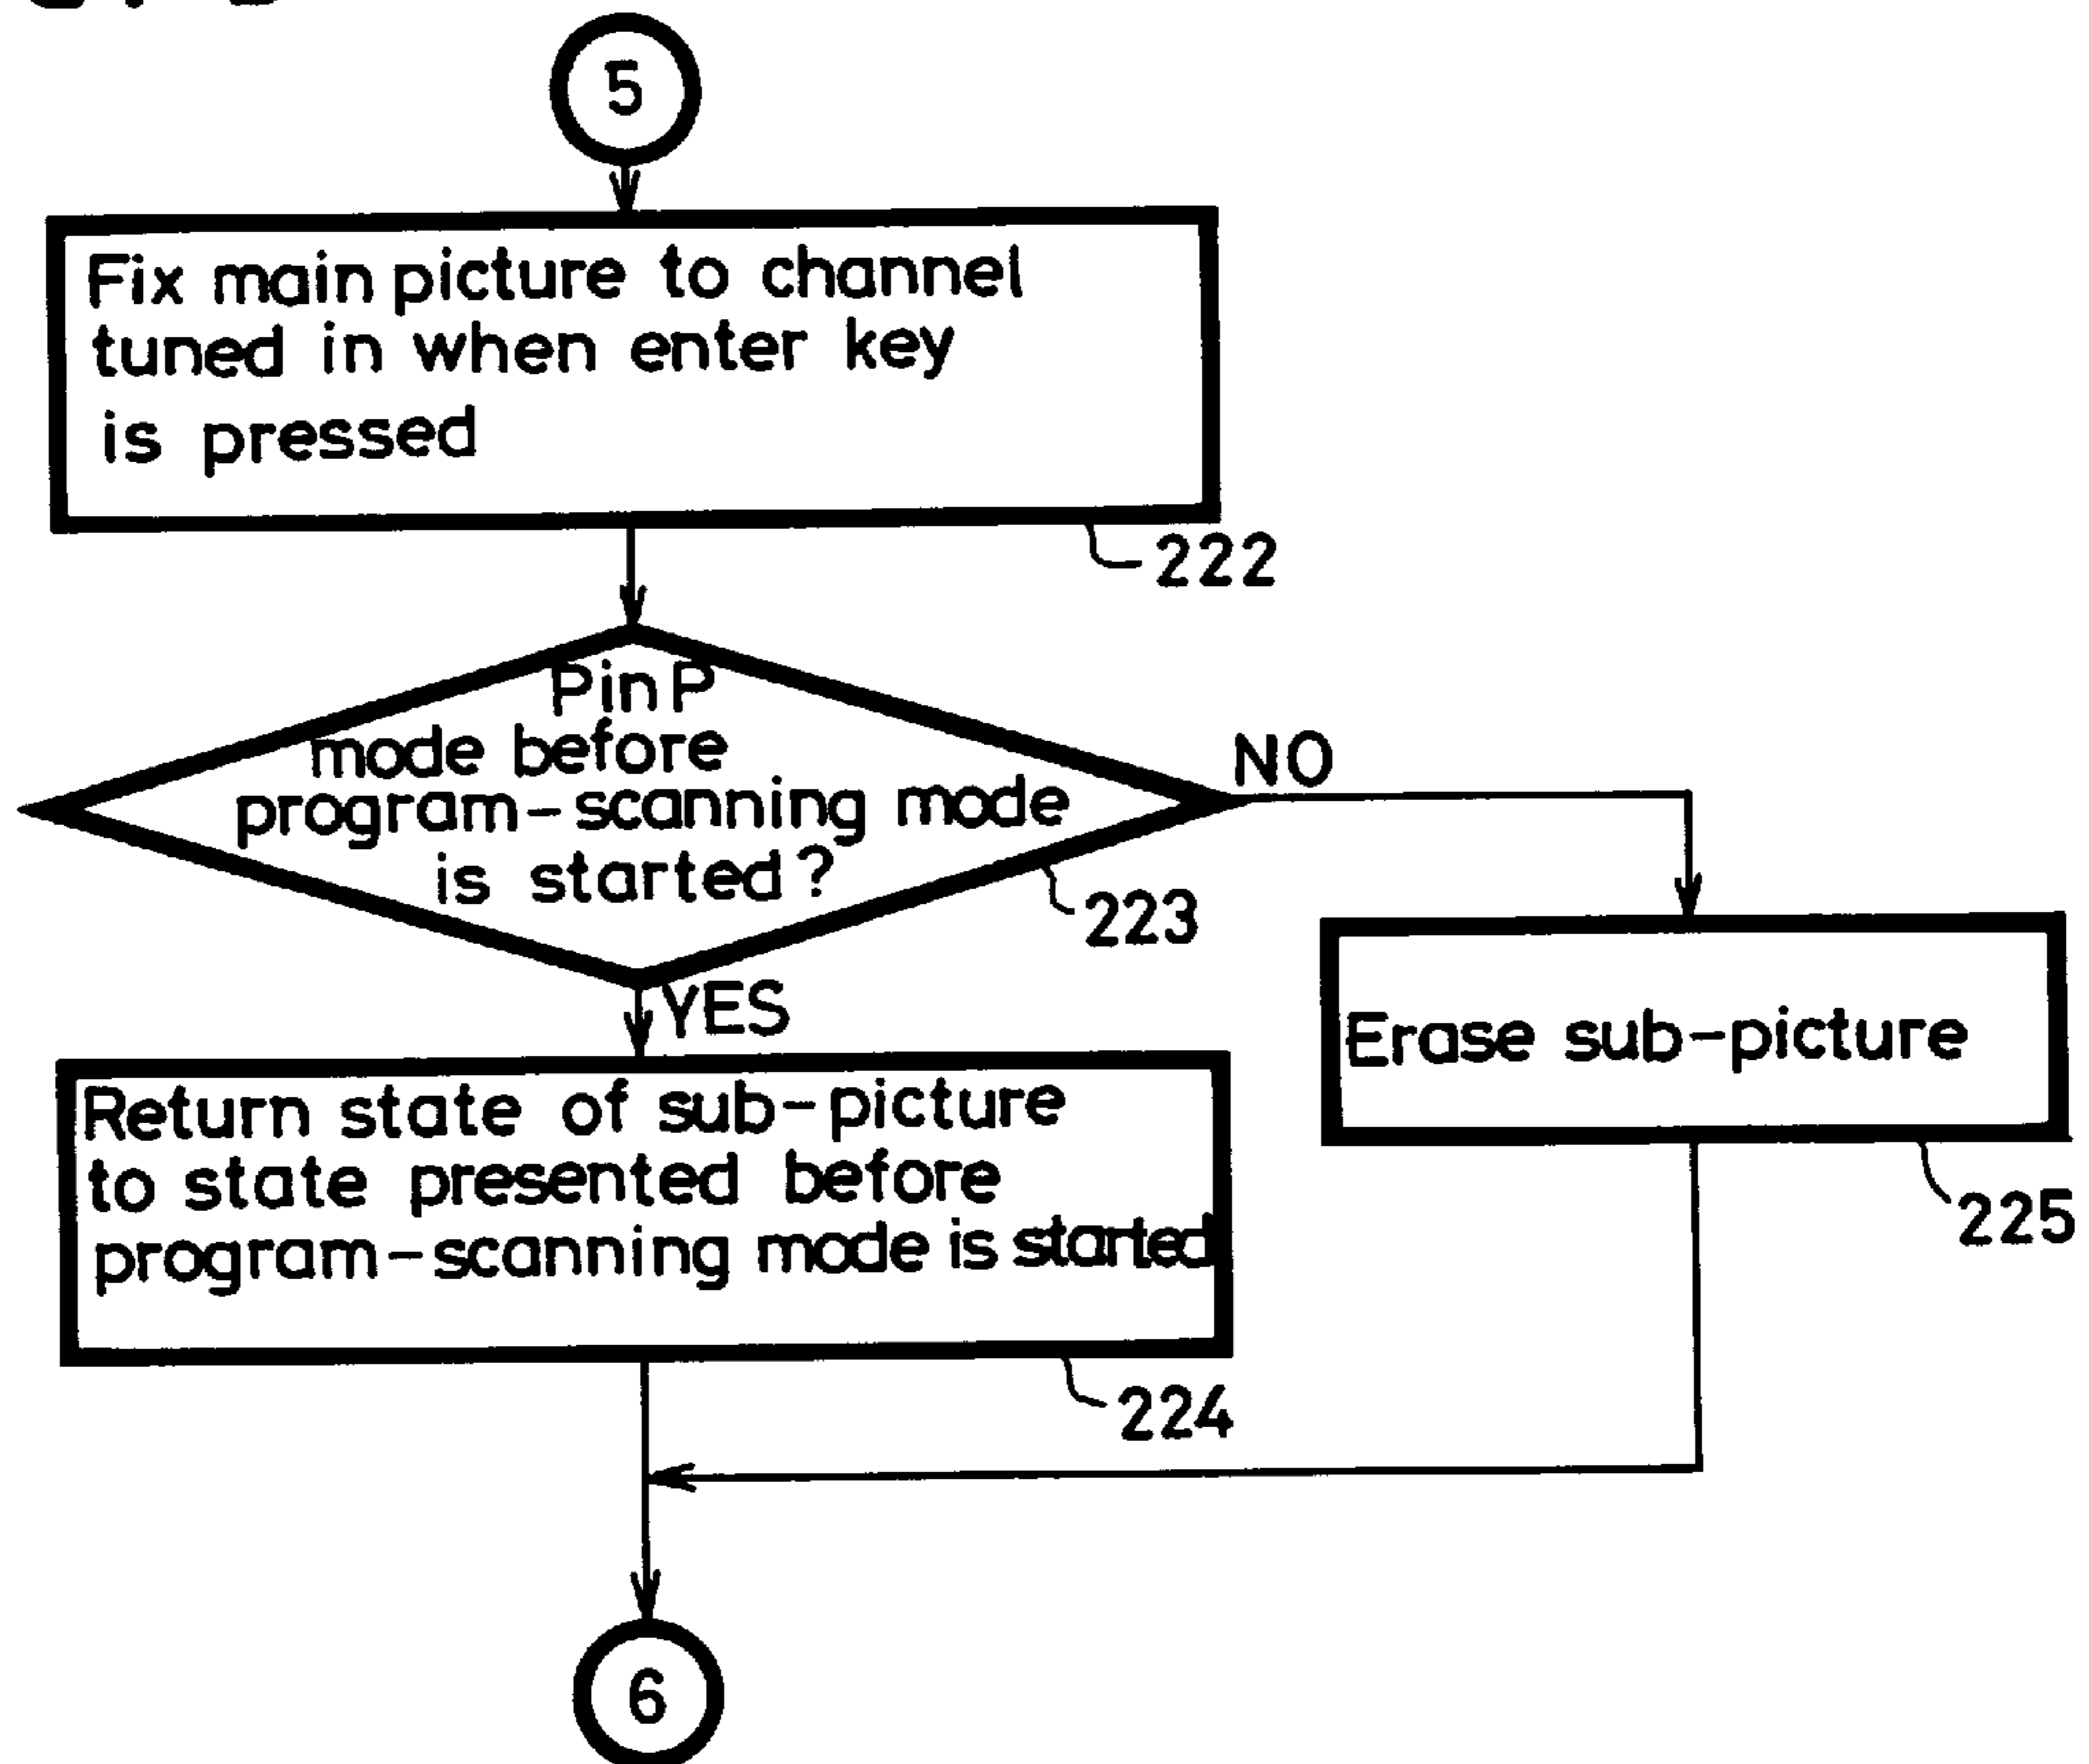 5
Fix main picture to channel
tuned in when enter key
is pressed
222
PinP
mode before
program-scanning mode
is started?
NO
223
YES
Erase sub-picture
225
Return state of sub-picture
to state presented before
program-scanning mode is started
224
6